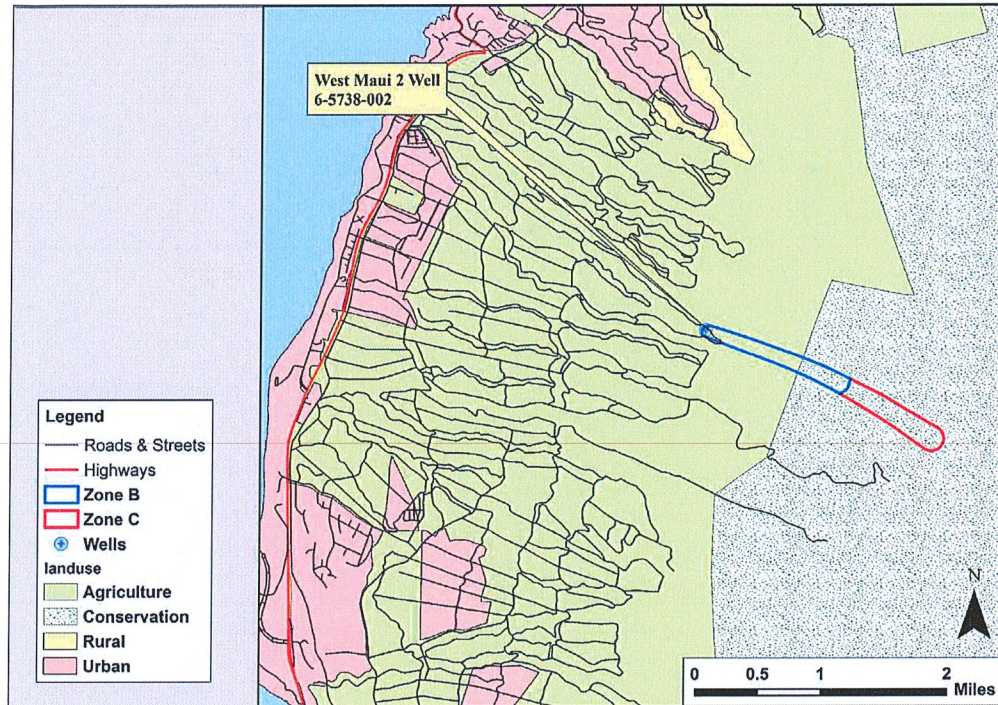 West Maui 2 Well
6-5738-002
Legend
Roads & Streets
Highways
Zone B
Zone C
Wells
landuse
Agriculture
Conservation
Rural
Urban
N
0 0.5 1 2
Miles